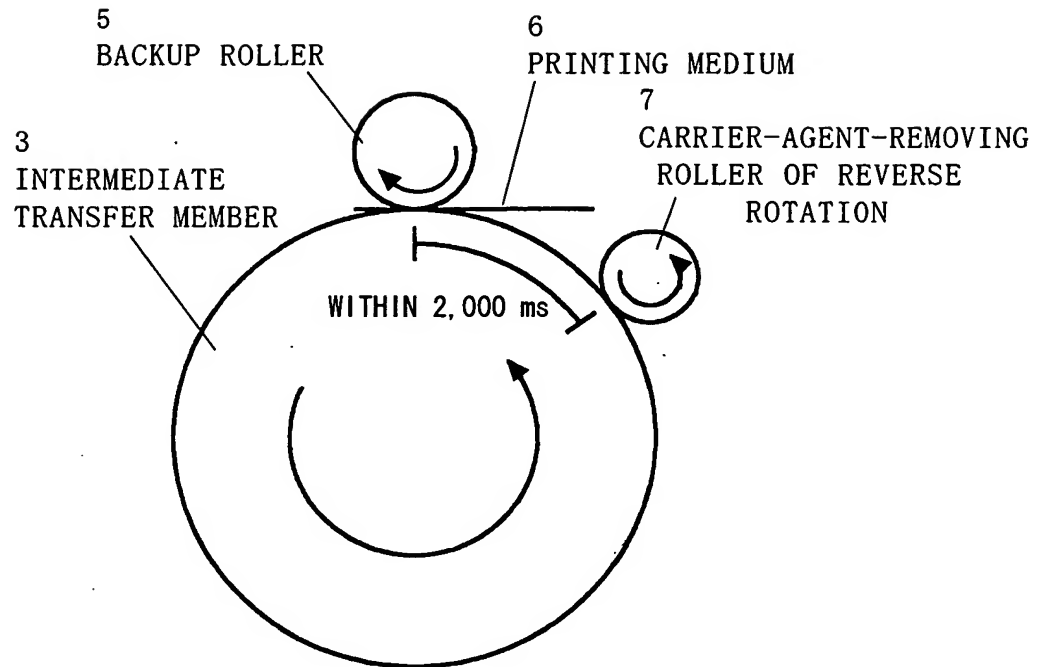 5
BACKUP ROLLER
6
PRINTING MEDIUM
7
CARRIER-AGENT-REMOVING
ROLLER OF REVERSE
ROTATION
3
INTERMEDIATE
TRANSFER MEMBER
WITHIN 2,000 ms